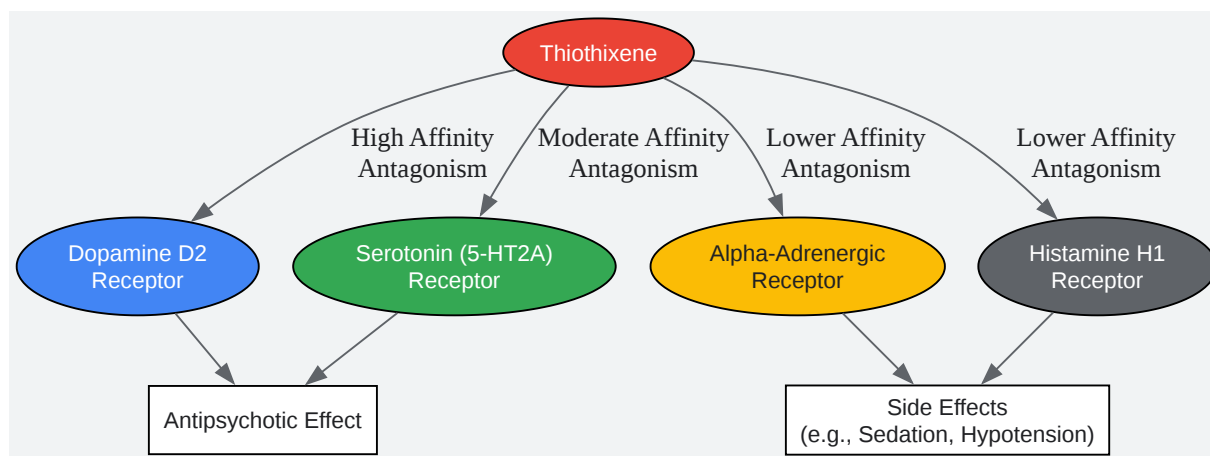 Thiothixene
High Affinity
Antagonism
Moderate Affinity
Antagonism
Lower Affinity
Antagonism
Lower Affinity
Antagonism
Dopamine D2
Receptor
Serotonin (5-HT2A)
Receptor
Alpha-Adrenergic
Receptor
Histamine H1
Receptor
Antipsychotic Effect
Side Effects
(e.g., Sedation, Hypotension)